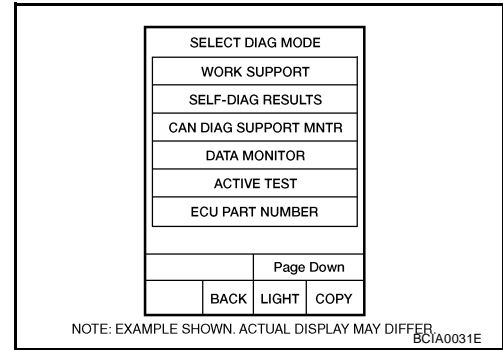 SELECT DIAG MODE
WORK SUPPORT
SELF-DIAG RESULTS
CAN DIAG SUPPORT MNTR
DATA MONITOR
ACTIVE TEST
ECU PART NUMBER
Page Down
BACK LIGHT COPY
NOTE: EXAMPLE SHOWN. ACTUAL DISPLAY MAY DIFFER.
BCIA0031E